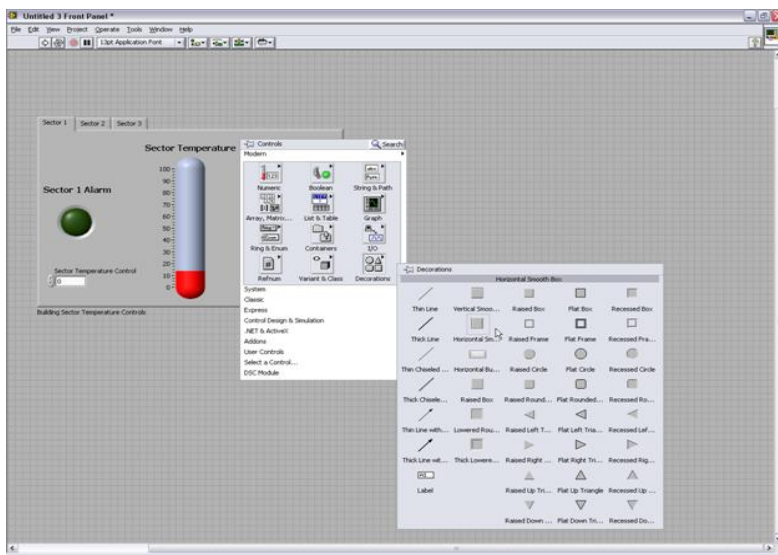 Untitled 3 Front Panel *
File Edit View Project Operate Tools Window Help
13pt Application Font
Sector 1 Sector 2 Sector 3
Sector Temperature
Sector 1 Alarm
100
90
80
70
60
50
40
30
20
10
0
Sector Temperature Control
0
Building Sector Temperature Controls
Controls Search
Modern
Numeric Boolean String & Path
Array, Matrix... List & Table Graph
Ring & Enum Containers I/O
Refnum Variant & Class Decorations
System
Classic
Express
Control Design & Simulation
.NET & ActiveX
Addons
User Controls
Select a Control...
DSC Module
Decorations
Horizontal Smooth Box
Thin Line Vertical Smoo... Raised Box Flat Box Recessed Box
Thick Line Horizontal Sm... Raised Frame Flat Frame Recessed Fra...
Thin Chiseled ... Horizontal Bu... Raised Circle Flat Circle Recessed Circle
Thick Chisele... Raised Box Raised Round... Flat Rounded... Recessed Ro...
Thin Line with... Lowered Rou... Raised Left T... Flat Left Tria... Recessed Lef...
Thick Line wit... Thick Lowere... Raised Right ... Flat Right Tri... Recessed Rig...
Label Raised Up Tri... Flat Up Triangle Recessed Up ...
Raised Down ... Flat Down Tri... Recessed Do...